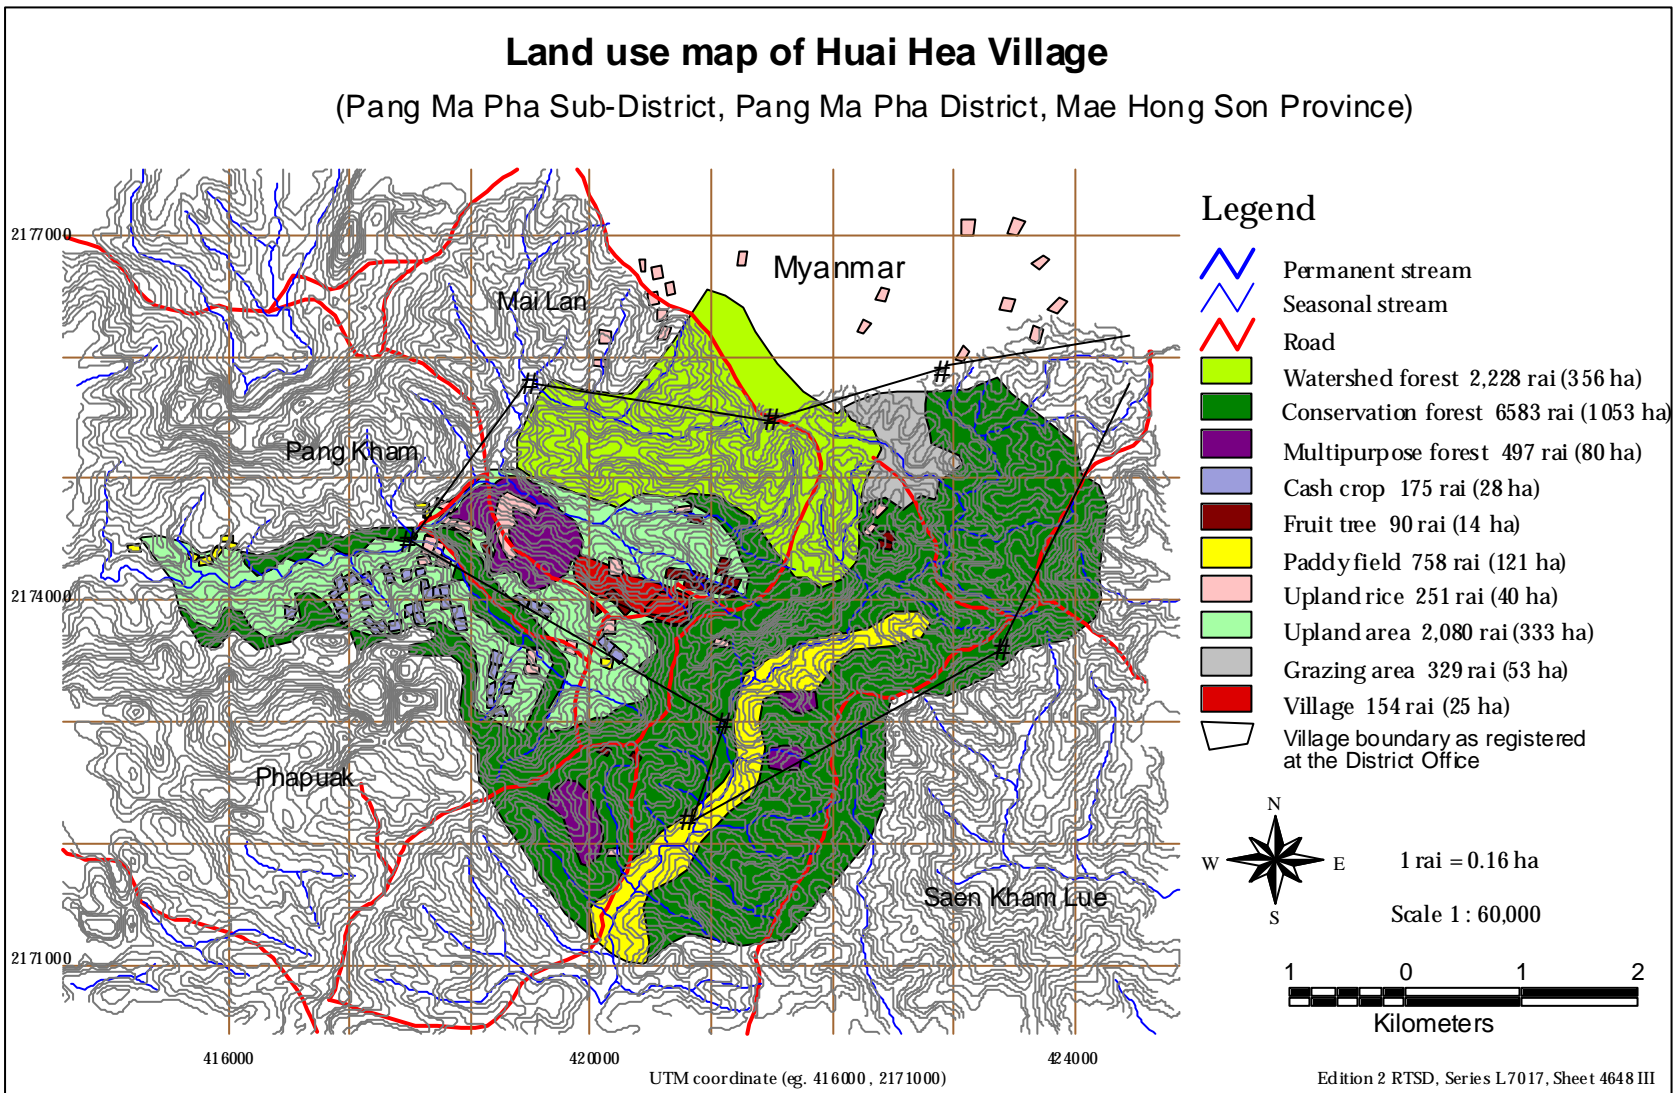 Land use map of Huai Hea Village
(Pang Ma Pha Sub-District, Pang Ma Pha District, Mae Hong Son Province)
2177000
2174000
2171000
416000
420000
424000
UTM coordinate (eg. 416000, 2171000)
Myanmar
Mai Lan
Pang Kham
Phapuak
Saen Kham Lue
#
#
#
#
#
#
#
Legend
Permanent stream
Seasonal stream
Road
Watershed forest 2,228 rai (356 ha)
Conservation forest 6583 rai (1053 ha)
Multipurpose forest 497 rai (80 ha)
Cash crop 175 rai (28 ha)
Fruit tree 90 rai (14 ha)
Paddy field 758 rai (121 ha)
Upland rice 251 rai (40 ha)
Upland area 2,080 rai (333 ha)
Grazing area 329 rai (53 ha)
Village 154 rai (25 ha)
Village boundary as registered
at the District Office
N
W
E
S
1 rai = 0.16 ha
Scale 1 : 60,000
1 0 1 2
Kilometers
Edition 2 RTSD, Series L7017, Sheet 4648 III